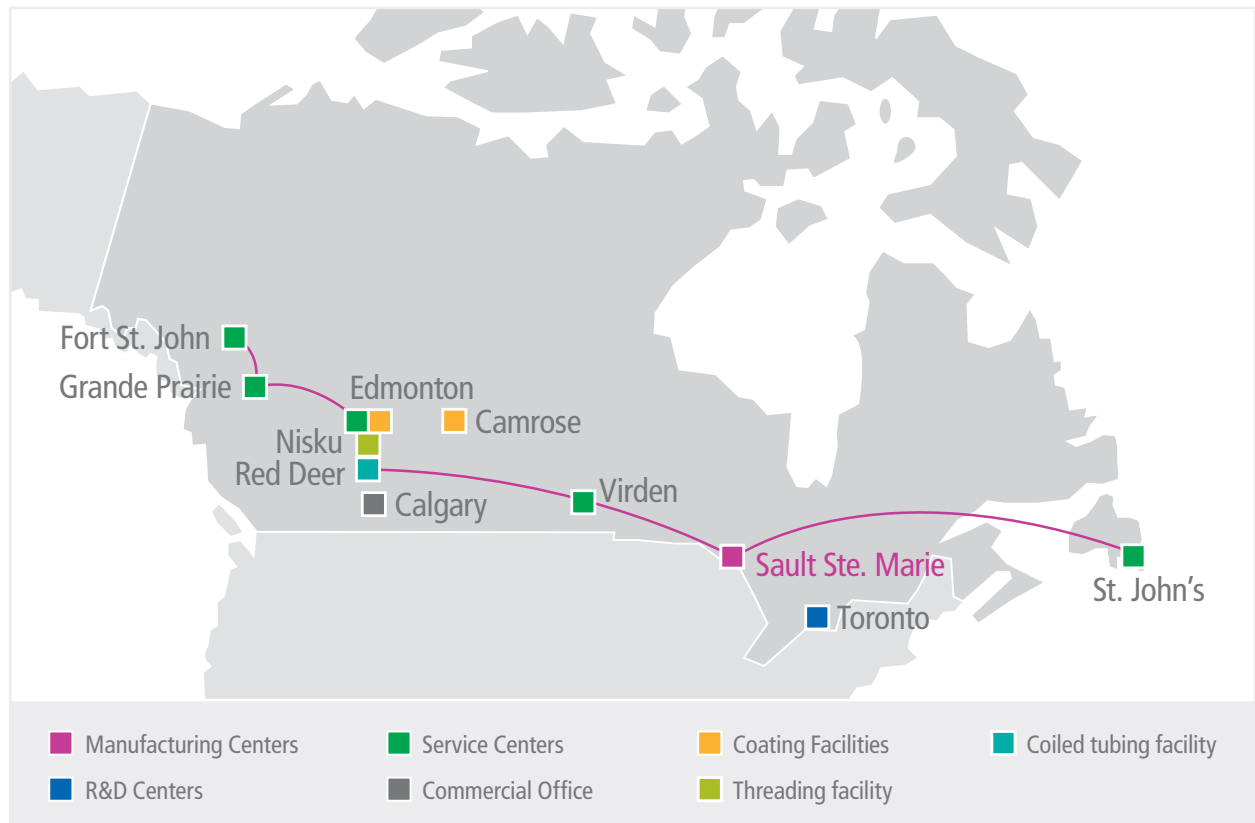 Fort St. John
Grande Prairie
Edmonton
Camrose
Nisku
Red Deer
Calgary
Virden
Sault Ste. Marie
St. John's
Toronto
Manufacturing Centers
Service Centers
Coating Facilities
Coiled tubing facility
R&D Centers
Commercial Office
Threading facility